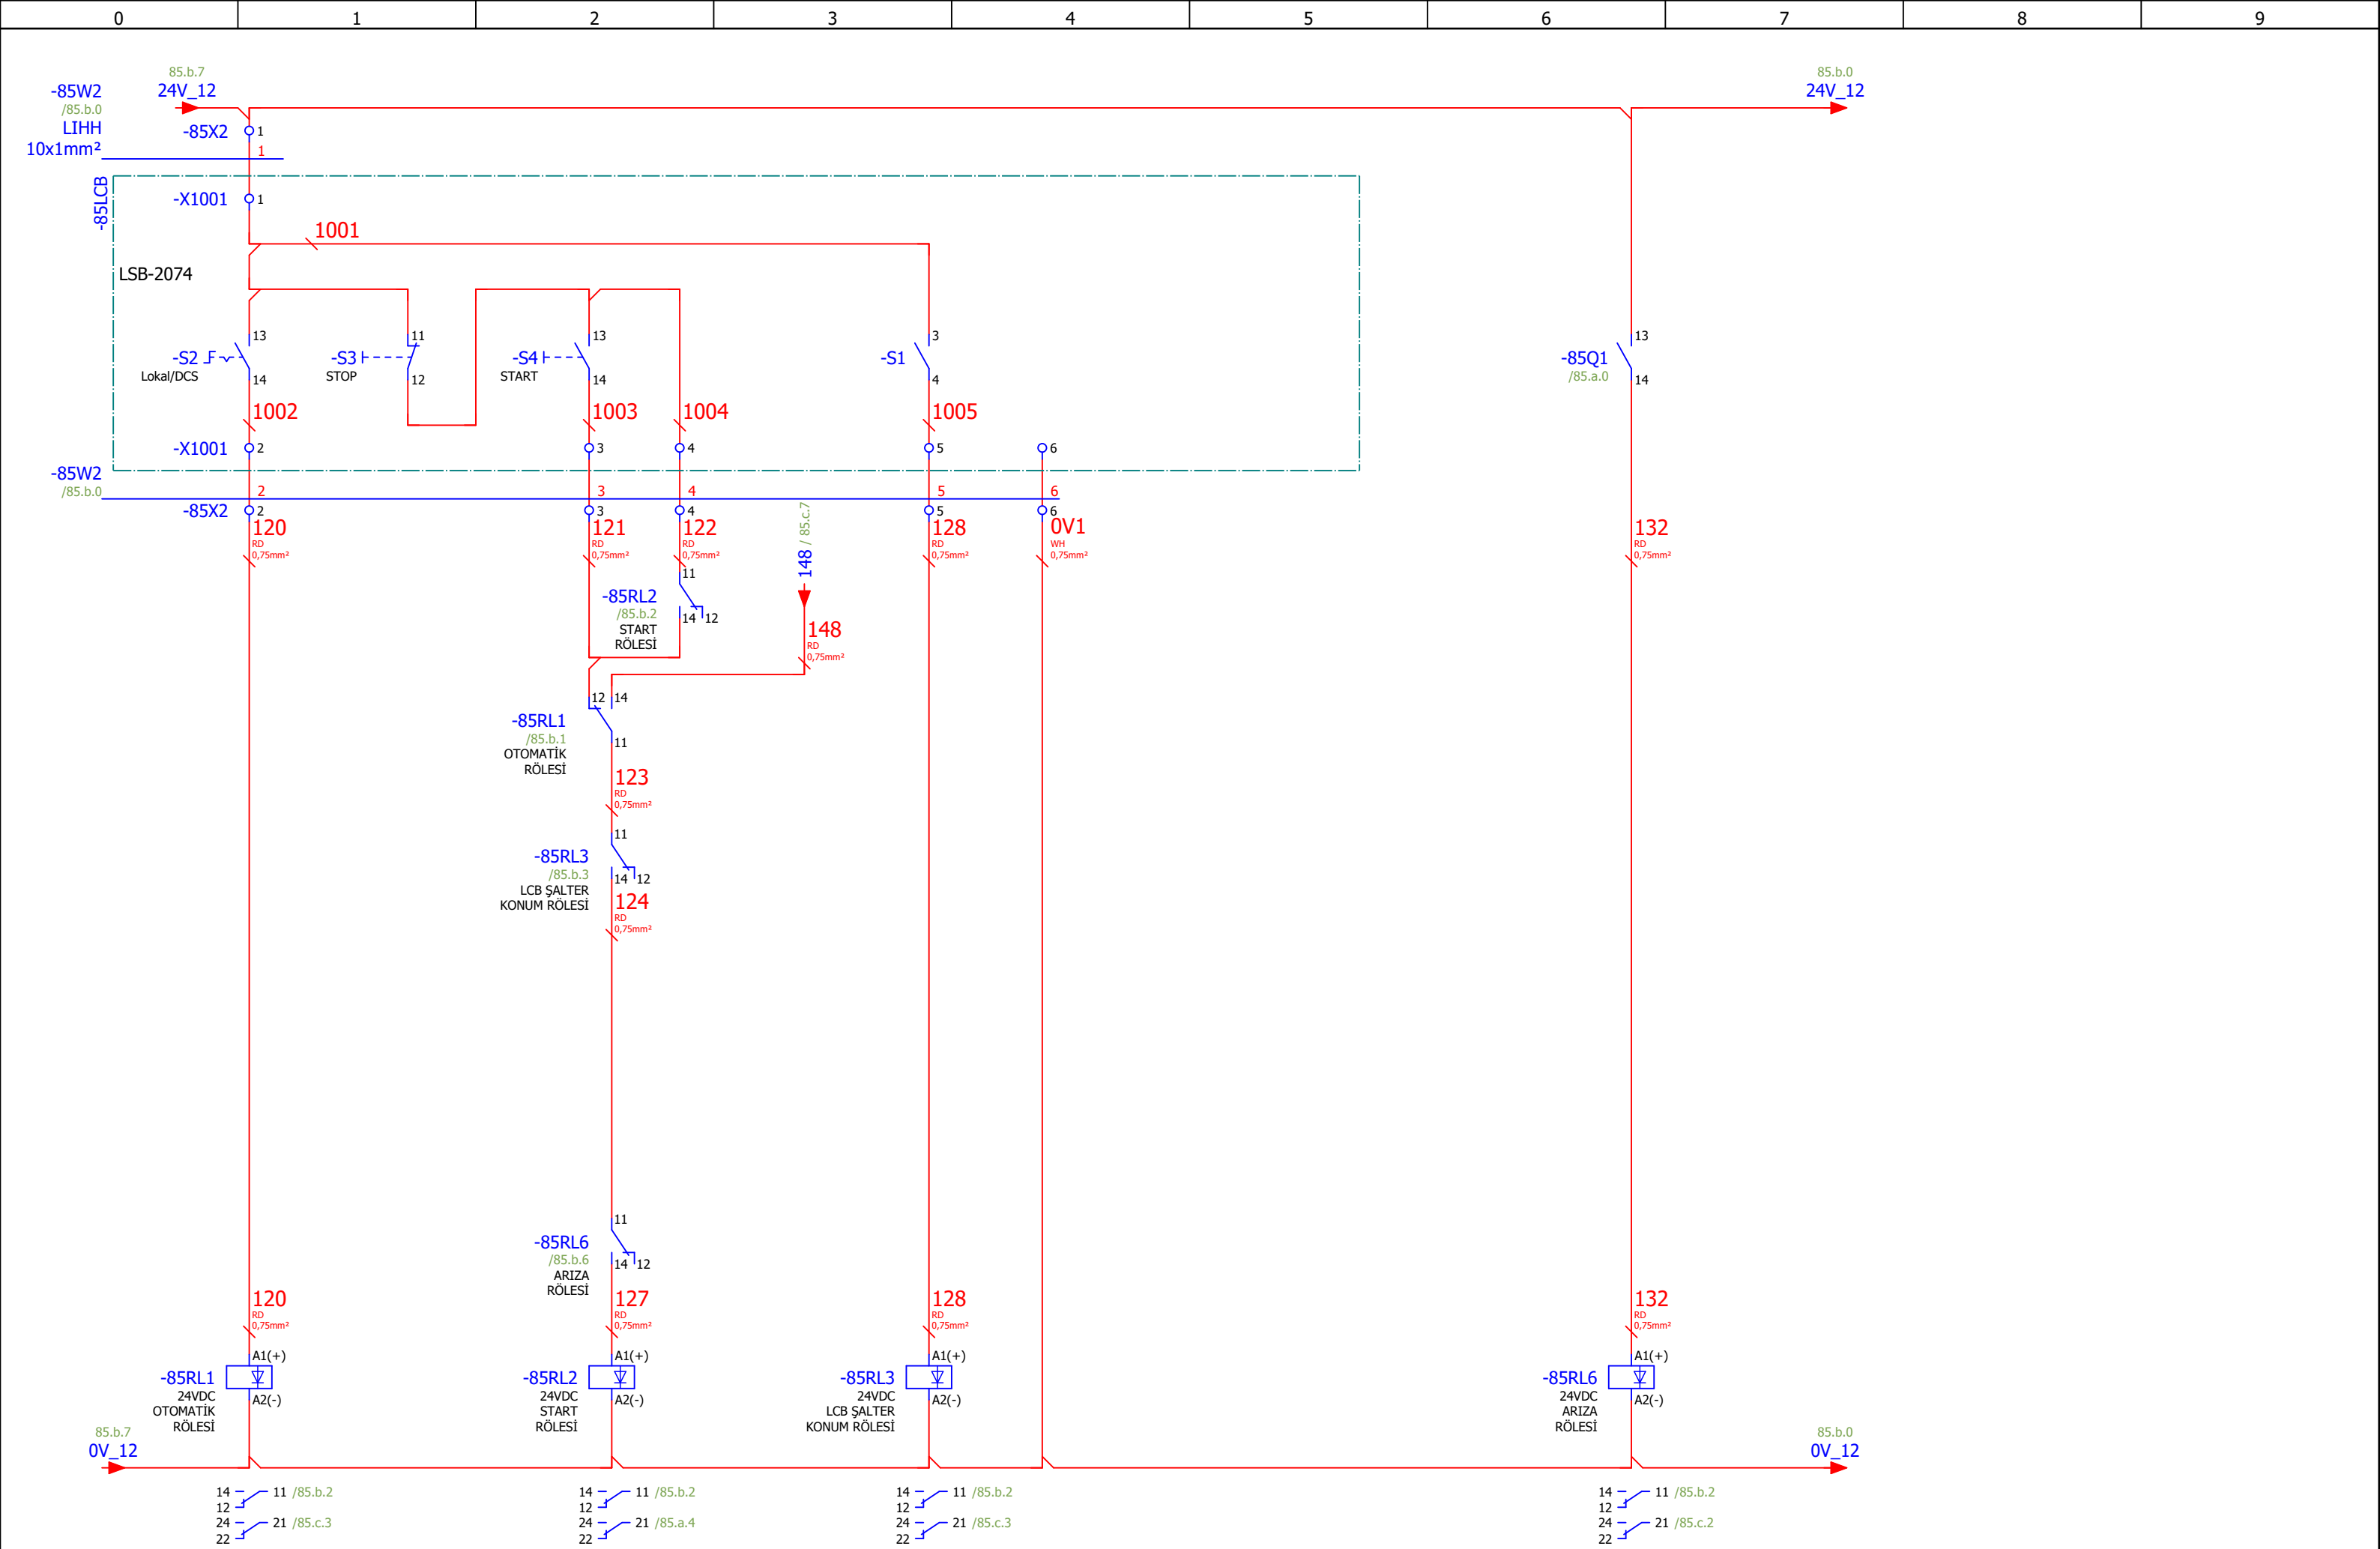 0 1 2 3 4 5 6 7 8 9
85.b.7
24V_12
85.b.0
24V_12
-85W2
/85.b.0
LIHH
10x1mm²
-85X2 1
1
-85LCB
-X1001 1
1001
LSB-2074
13
-S2
Lokal/DCS
14
11
-S3
STOP
12
13
-S4
START
14
3
-S1
4
13
-85Q1
/85.a.0
14
1002
1003
1004
1005
-X1001 2 3 4 5 6
-85W2
/85.b.0
2 3 4 5 6
-85X2 2 3 4 5 6
120
RD
0,75mm²
121
RD
0,75mm²
122
RD
0,75mm²
148 / 85.c.7
128
RD
0,75mm²
0V1
WH
0,75mm²
132
RD
0,75mm²
11
-85RL2
/85.b.2
START
RÖLESİ
14 12
148
RD
0,75mm²
12 14
-85RL1
/85.b.1
OTOMATİK
RÖLESİ
11
123
RD
0,75mm²
11
-85RL3
/85.b.3
LCB ŞALTER
KONUM RÖLESİ
14 12
124
RD
0,75mm²
11
-85RL6
/85.b.6
ARIZA
RÖLESİ
14 12
120
RD
0,75mm²
127
RD
0,75mm²
128
RD
0,75mm²
132
RD
0,75mm²
A1(+)
-85RL1
24VDC
OTOMATİK
RÖLESİ
A2(-)
A1(+)
-85RL2
24VDC
START
RÖLESİ
A2(-)
A1(+)
-85RL3
24VDC
LCB ŞALTER
KONUM RÖLESİ
A2(-)
A1(+)
-85RL6
24VDC
ARIZA
RÖLESİ
A2(-)
85.b.7
0V_12
85.b.0
0V_12
14 11 /85.b.2
12
24 21 /85.c.3
22
14 11 /85.b.2
12
24 21 /85.a.4
22
14 11 /85.b.2
12
24 21 /85.c.3
22
14 11 /85.b.2
12
24 21 /85.c.2
22